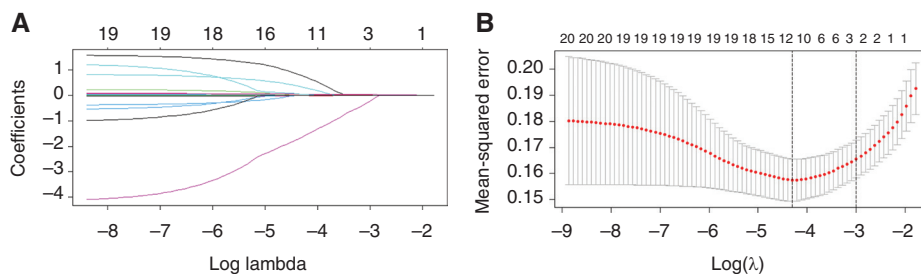 A
19 19 18 16 11 3 1
Coefficients
1
0
−1
−2
−3
−4
−8 −7 −6 −5 −4 −3 −2
Log lambda
B
20 20 20 19 19 19 19 19 19 19 18 15 12 10 6 6 3 2 2 1 1
Mean-squared error
0.20
0.19
0.18
0.17
0.16
0.15
−9 −8 −7 −6 −5 −4 −3 −2
Log(λ)